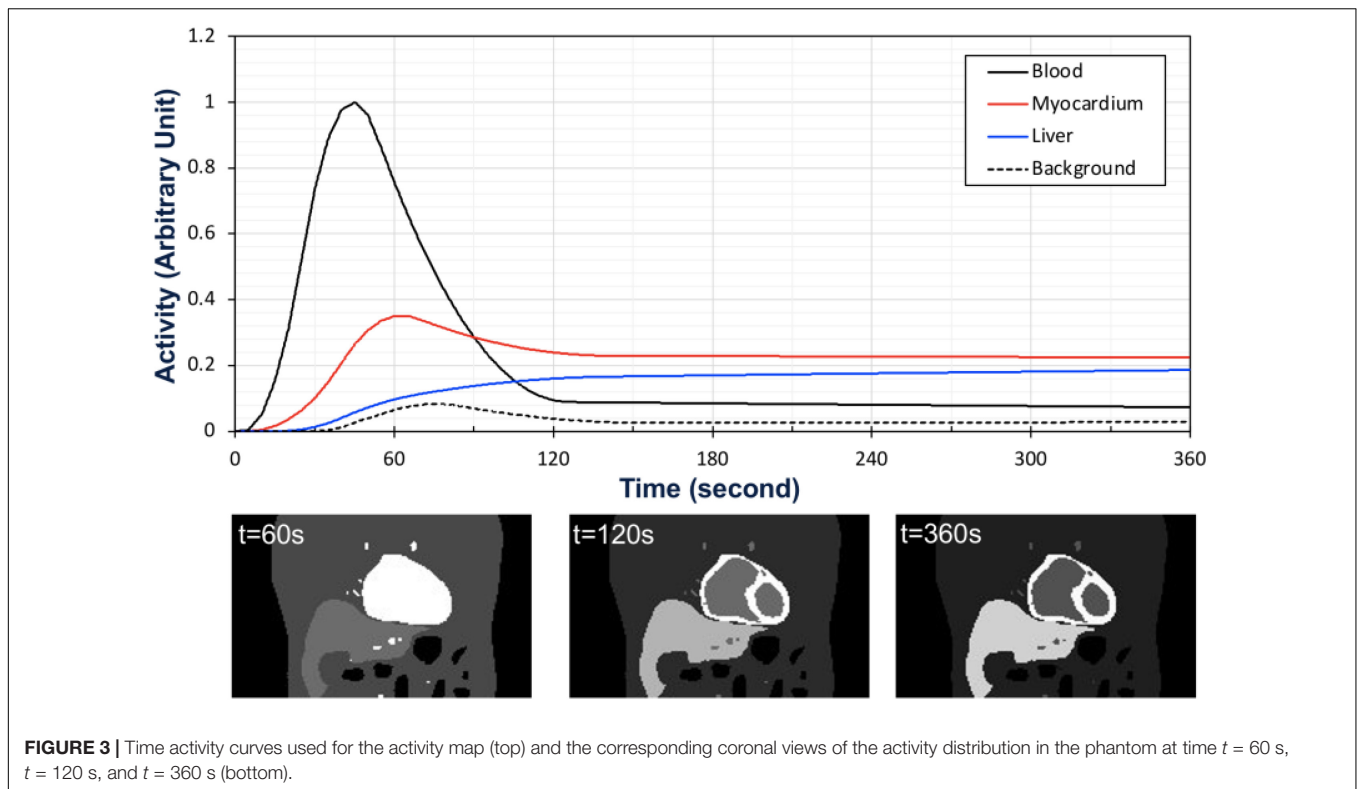 1.2
1
0.8
0.6
0.4
0.2
0
Activity (Arbitrary Unit)
Blood
Myocardium
Liver
Background
0 60 120 180 240 300 360
Time (second)
t=60s t=120s t=360s
FIGURE 3 | Time activity curves used for the activity map (top) and the corresponding coronal views of the activity distribution in the phantom at time t = 60 s,
t = 120 s, and t = 360 s (bottom).